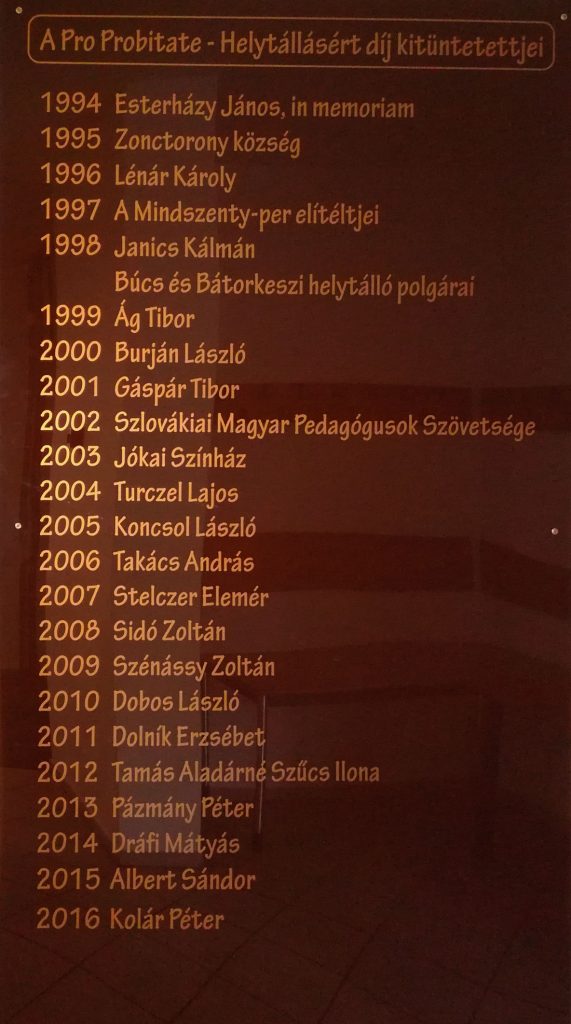 A Pro Probitate - Helytállásért díj kitüntetettjei
1994 Esterházy János, in memoriam
1995 Zonctorony község
1996 Lénár Károly
1997 A Mindszenty-per elítéltjei
1998 Janics Kálmán
Búcs és Bátorkeszi helytálló polgárai
1999 Ág Tibor
2000 Burján László
2001 Gáspár Tibor
2002 Szlovákiai Magyar Pedagógusok Szövetsége
2003 Jókai Színház
2004 Turczel Lajos
2005 Koncsol László
2006 Takács András
2007 Stelczer Elemér
2008 Sidó Zoltán
2009 Szénássy Zoltán
2010 Dobos László
2011 Dolník Erzsébet
2012 Tamás Aladárné Szűcs Ilona
2013 Pázmány Péter
2014 Dráfi Mátyás
2015 Albert Sándor
2016 Kolár Péter